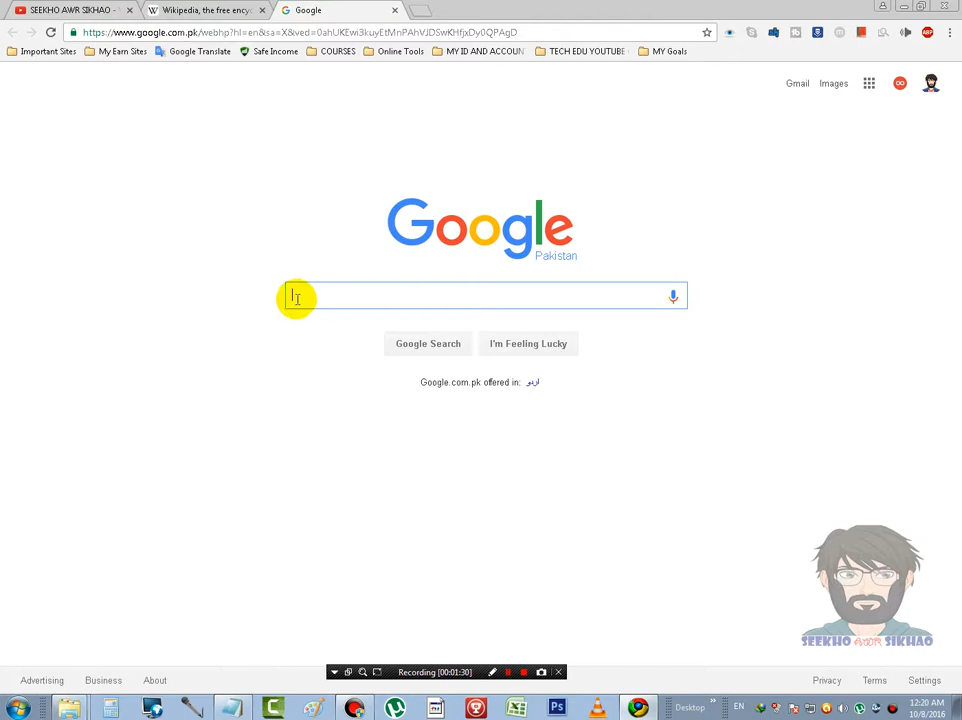 SEEKHO AWR SIKHAO -
Wikipedia, the free ency
Google
https://www.google.com.pk/webhp?hl=en&sa=X&ved=0ahUKEwi3kuyEtMnPAhVJDSwKHfjxDy0QPAgD
Important Sites
My Earn Sites
Google Translate
Safe Income
COURSES
Online Tools
MY ID AND ACCOUN
TECH EDU YOUTUBE
MY Goals
Gmail
Images
Google
Pakistan
Google Search
I'm Feeling Lucky
Google.com.pk offered in: اردو
SEEKHO AWR SIKHAO
Recording [00:01:30]
Advertising
Business
About
Privacy
Terms
Settings
Desktop
EN
12:20 AM
10/8/2016